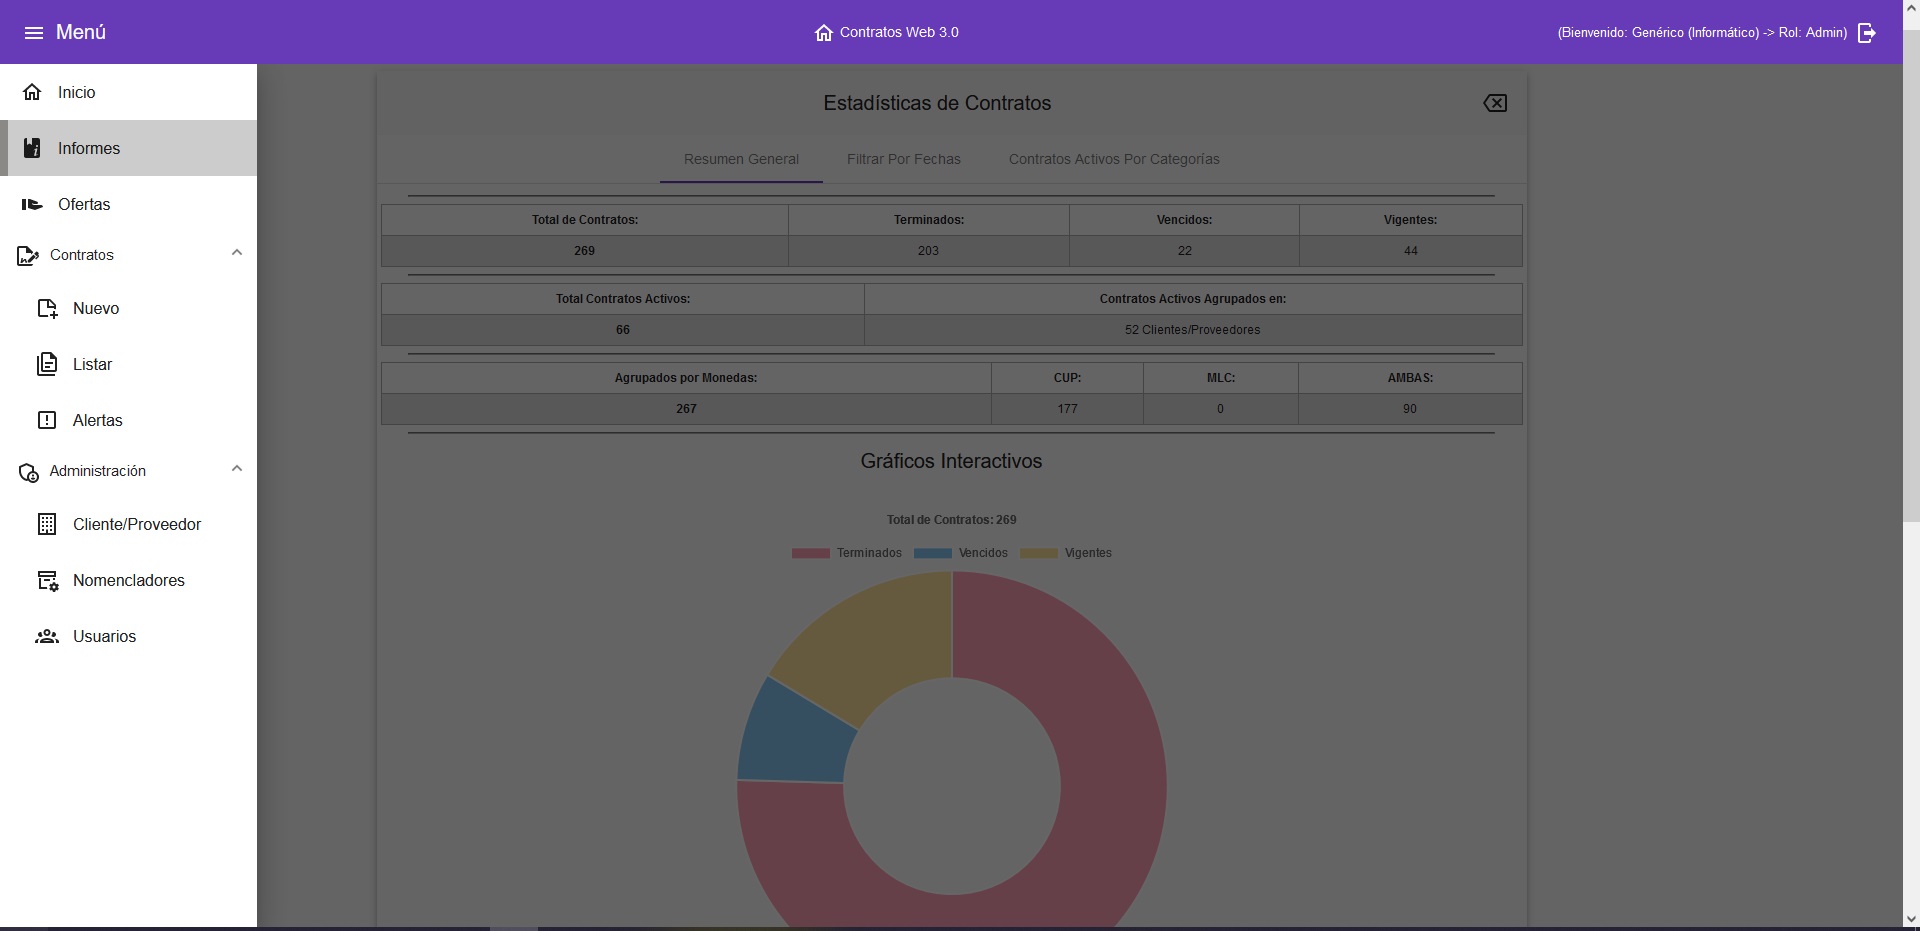 Menú
Contratos Web 3.0
(Bienvenido: Genérico (Informático) -> Rol: Admin)
Inicio
Informes
Ofertas
Contratos
Nuevo
Listar
Alertas
Administración
Cliente/Proveedor
Nomencladores
Usuarios
Estadísticas de Contratos
Resumen General Filtrar Por Fechas Contratos Activos Por Categorías
Total de Contratos: Terminados: Vencidos: Vigentes:
269 203 22 44
Total Contratos Activos: Contratos Activos Agrupados en:
66 52 Clientes/Proveedores
Agrupados por Monedas: CUP: MLC: AMBAS:
267 177 0 90
Gráficos Interactivos
Total de Contratos: 269
Terminados Vencidos Vigentes